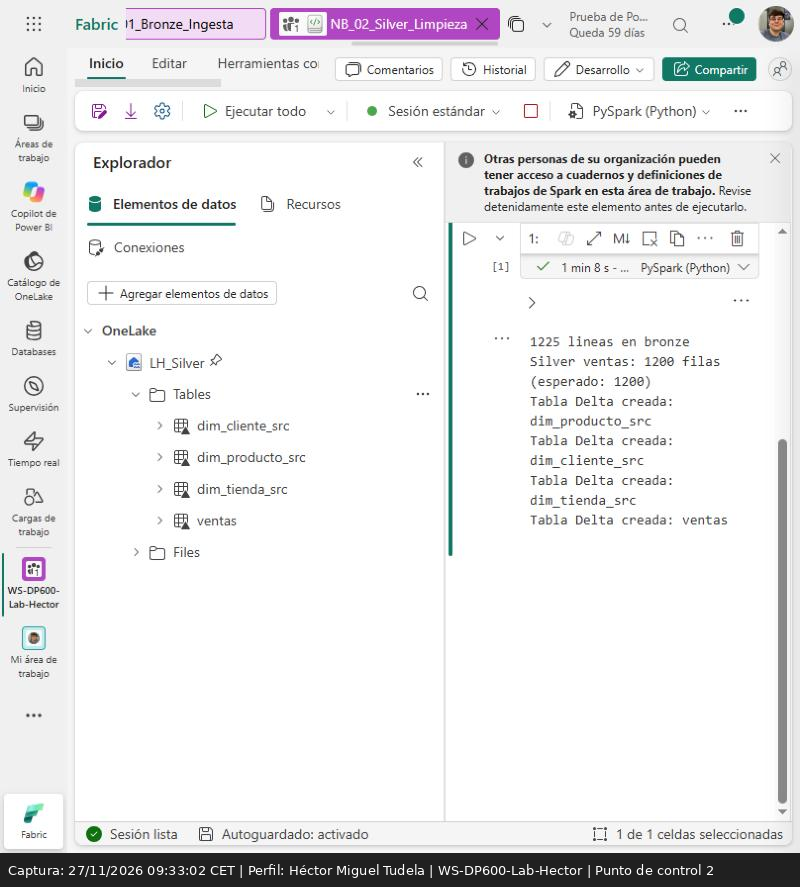 Fabric
01_Bronze_Ingesta
NB_02_Silver_Limpieza
Prueba de Po...
Queda 59 días
Inicio
Editar
Herramientas co
Comentarios
Historial
Desarrollo
Compartir
Ejecutar todo
Sesión estándar
PySpark (Python)
Inicio
Áreas de
trabajo
Copilot de
Power BI
Catálogo de
OneLake
Databases
Supervisión
Tiempo real
Cargas de
trabajo
WS-DP600-
Lab-Hector
Mi área de
trabajo
Fabric
Explorador
Elementos de datos
Recursos
Conexiones
Agregar elementos de datos
OneLake
LH_Silver
Tables
dim_cliente_src
dim_producto_src
dim_tienda_src
ventas
Files
Otras personas de su organización pueden
tener acceso a cuadernos y definiciones de
trabajos de Spark en esta área de trabajo. Revise
detenidamente este elemento antes de ejecutarlo.
1:
M↓
[1]
1 min 8 s - ...
PySpark (Python)
1225 lineas en bronze
Silver ventas: 1200 filas
(esperado: 1200)
Tabla Delta creada:
dim_producto_src
Tabla Delta creada:
dim_cliente_src
Tabla Delta creada:
dim_tienda_src
Tabla Delta creada: ventas
Sesión lista
Autoguardado: activado
1 de 1 celdas seleccionadas
Captura: 27/11/2026 09:33:02 CET | Perfil: Héctor Miguel Tudela | WS-DP600-Lab-Hector | Punto de control 2